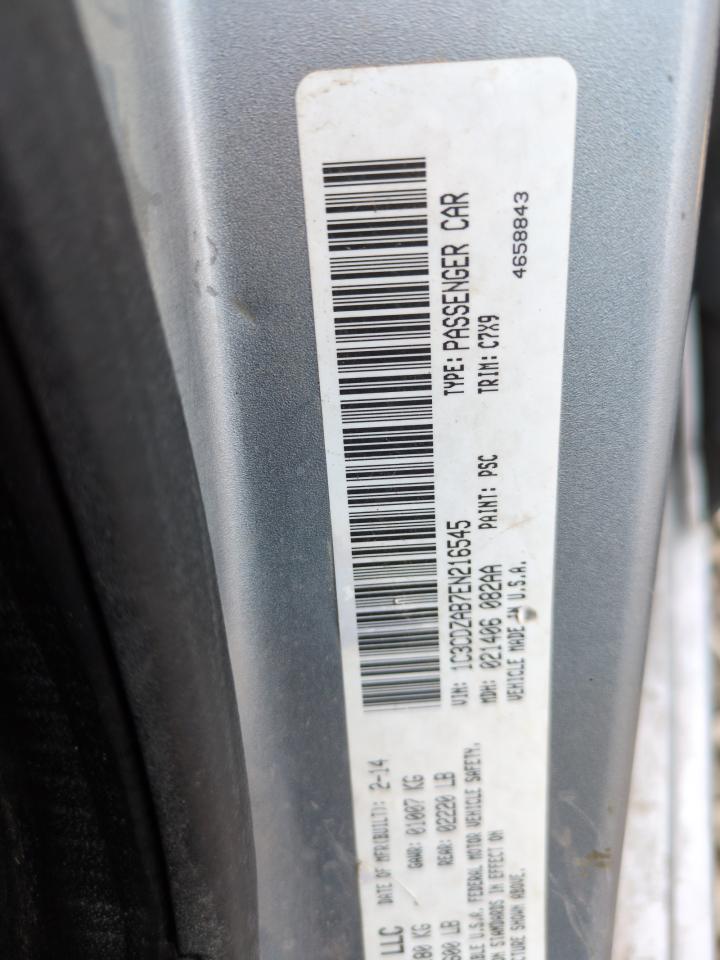 LLC DATE OF MFR(BUILT): 2-14
80 KG GAWR: 01007 KG
600 LB REAR: 02220 LB
U.S.A. FEDERAL MOTOR VEHICLE SAFETY,
STANDARDS IN EFFECT ON
SHOWN ABOVE.
VIN: 1C3CDZAB7EN216545 TYPE: PASSENGER CAR
MDH: 021406 082AA PAINT: PSC TRIM: C7X9
VEHICLE MADE IN U.S.A. 4658843